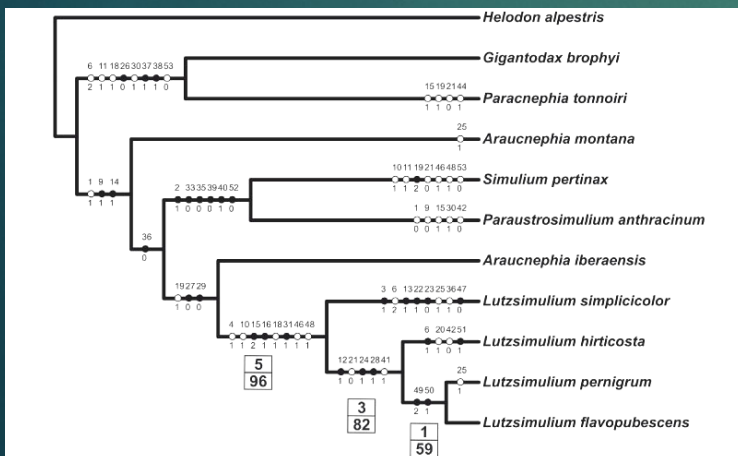 Helodon alpestris
Gigantodax brophyi
6 11 18 26 30 37 38 53
2 1 1 0 1 1 1 0
Paracnephia tonnoiri
15 19 21 44
1 1 0 1
Araucnephia montana
25
1
1 9 14
1 1 1
Simulium pertinax
10 11 19 21 46 48 53
1 1 2 0 1 1 0
2 33 35 39 40 52
1 0 0 0 1 0
Paraustrosimulium anthracinum
1 9 15 30 42
0 0 1 1 0
36
0
Araucnephia iberaensis
19 27 29
1 0 0
Lutzsimulium simplicicolor
3 6 13 22 23 25 36 47
1 2 1 1 0 1 1 0
4 10 15 16 18 31 46 48
1 1 2 1 1 1 1 1
Lutzsimulium hirticosta
6 20 42 51
1 1 0 1
5
96
12 21 24 28 41
1 0 1 1 1
Lutzsimulium pernigrum
25
1
49 50
2 1
3
82
Lutzsimulium flavopubescens
1
59